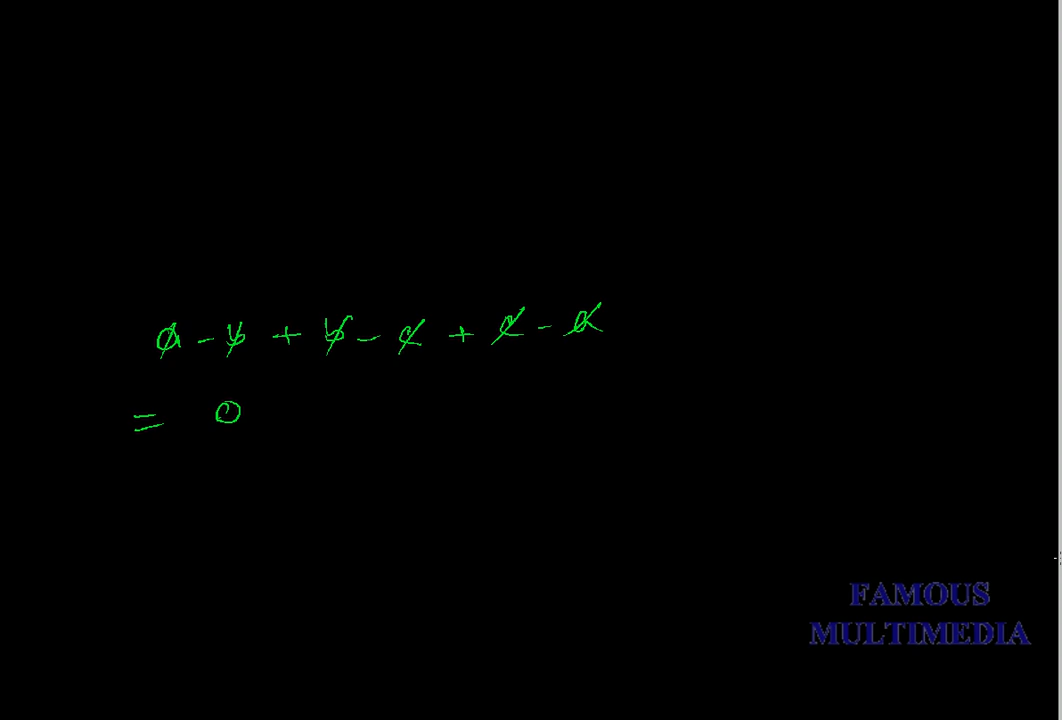 a - b + b - c + c - a
= 0
FAMOUS
MULTIMEDIA